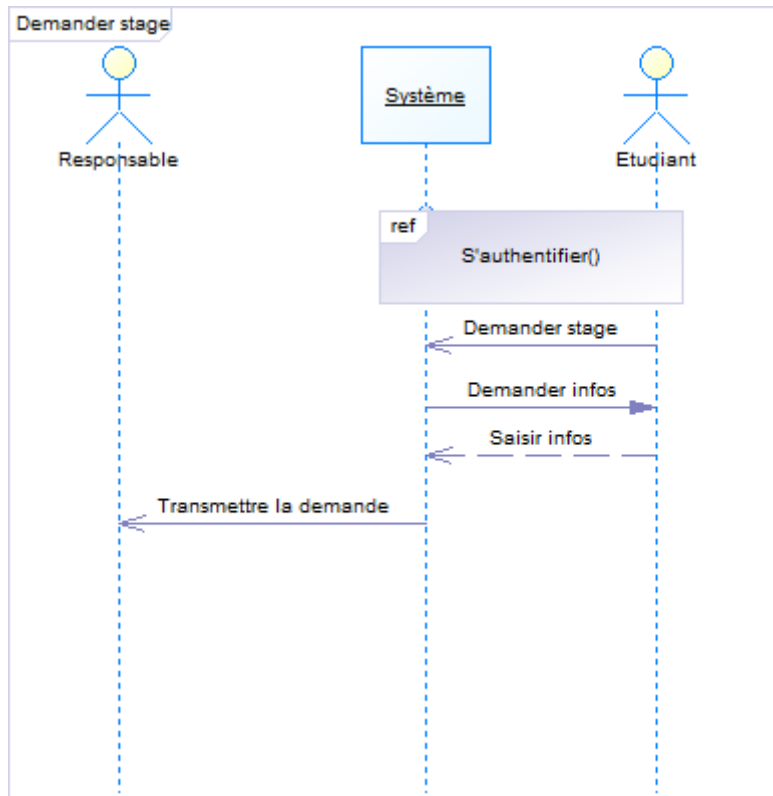 Demander stage
Système
Responsable
Etudiant
ref
S'authentifier()
Demander stage
Demander infos
Saisir infos
Transmettre la demande